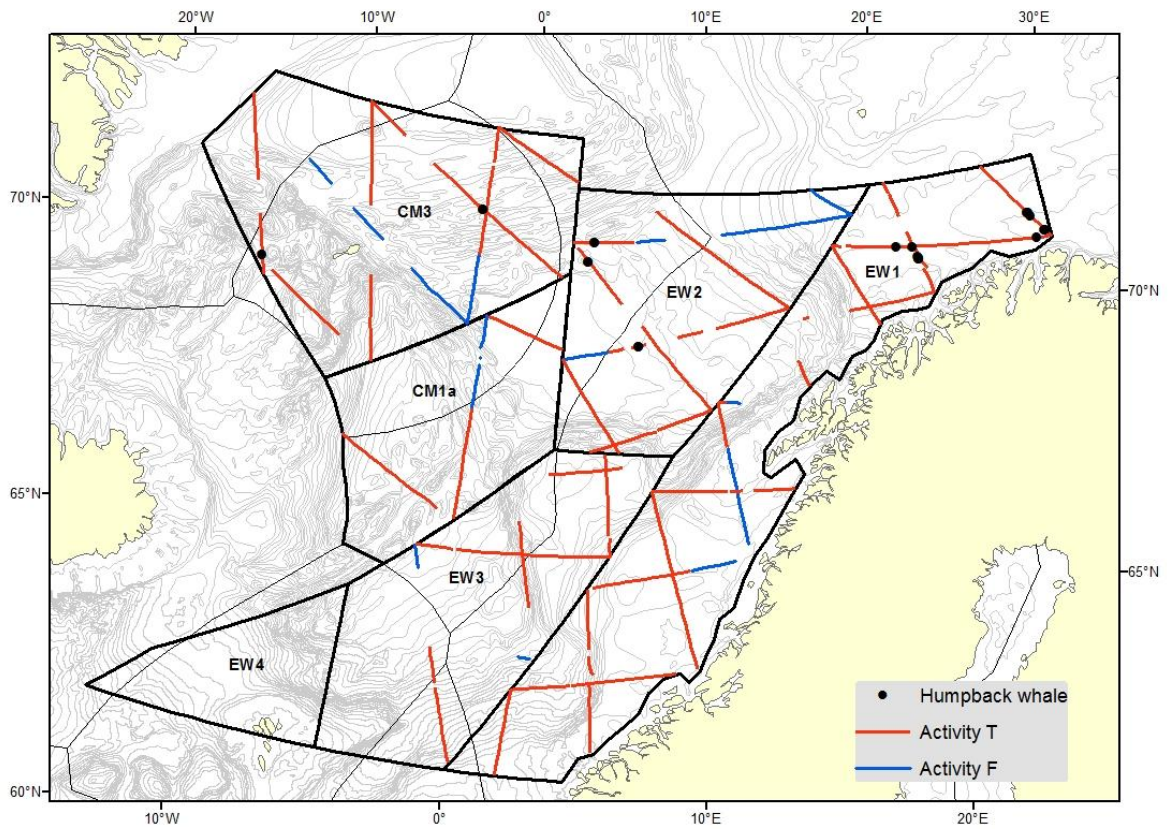 20°W 10°W 0° 10°E 20°E 30°E
70°N
CM3
EW1
70°N
EW2
CM1a
65°N
EW3
65°N
EW4
Humpback whale
Activity T
Activity F
60°N
10°W 0° 10°E 20°E